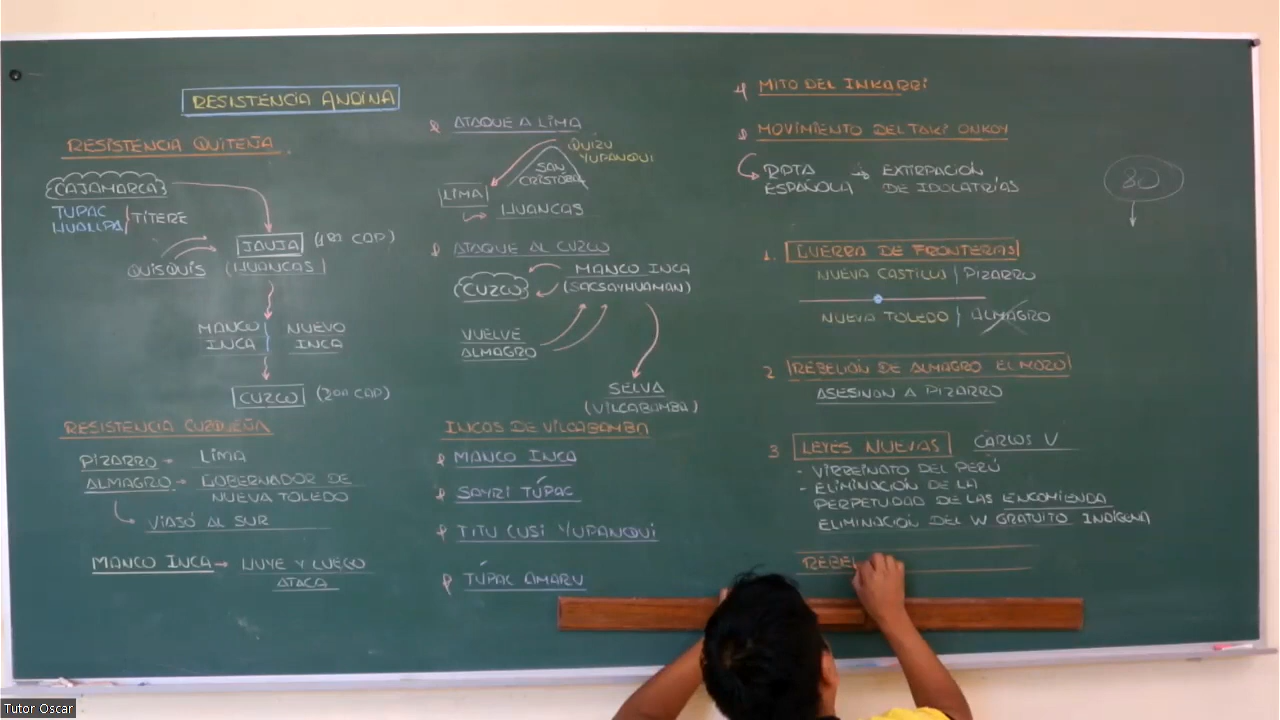 RESISTENCIA ANDINA
RESISTENCIA QUITEÑA
CAJAMARCA
TUPAC
HUALLPA / TÍTERE
JAUJA (1RA CAP)
QUISQUIS (HUANCAS)
MANCO
INCA
NUEVO
INCA
CUZCO (2DA CAP)
RESISTENCIA CUZQUEÑA
PIZARRO → LIMA
ALMAGRO → GOBERNADOR DE
NUEVA TOLEDO
VIAJÓ AL SUR
MANCO INCA → HUYE Y LUEGO
ATACA
ATAQUE A LIMA
QUIZU
YUPANQUI
SAN
CRISTÓBAL
LIMA
HUANCAS
ATAQUE AL CUZCO
MANCO INCA
CUZCO (SACSAYHUAMAN)
VUELVE
ALMAGRO
SELVA
(VILCABAMBA)
INCAS DE VILCABAMBA
MANCO INCA
SAYRI TÚPAC
TITU CUSI YUPANQUI
TÚPAC AMARU
MITO DEL INKARRI
MOVIMIENTO DEL TAKI ONKOY
RPTA → EXTIRPACIÓN
ESPAÑOLA DE IDOLATRÍAS
80
1. GUERRA DE FRONTERAS
NUEVA CASTILLA | PIZARRO
NUEVA TOLEDO | ALMAGRO
2 REBELIÓN DE ALMAGRO EL MOZO
ASESINAN A PIZARRO
3 LEYES NUEVAS CARLOS V
- VIRREINATO DEL PERÚ
- ELIMINACIÓN DE LA
PERPETUIDAD DE LAS ENCOMIENDA
ELIMINACIÓN DEL W GRATUITO INDÍGENA
REBEL
Tutor Oscar